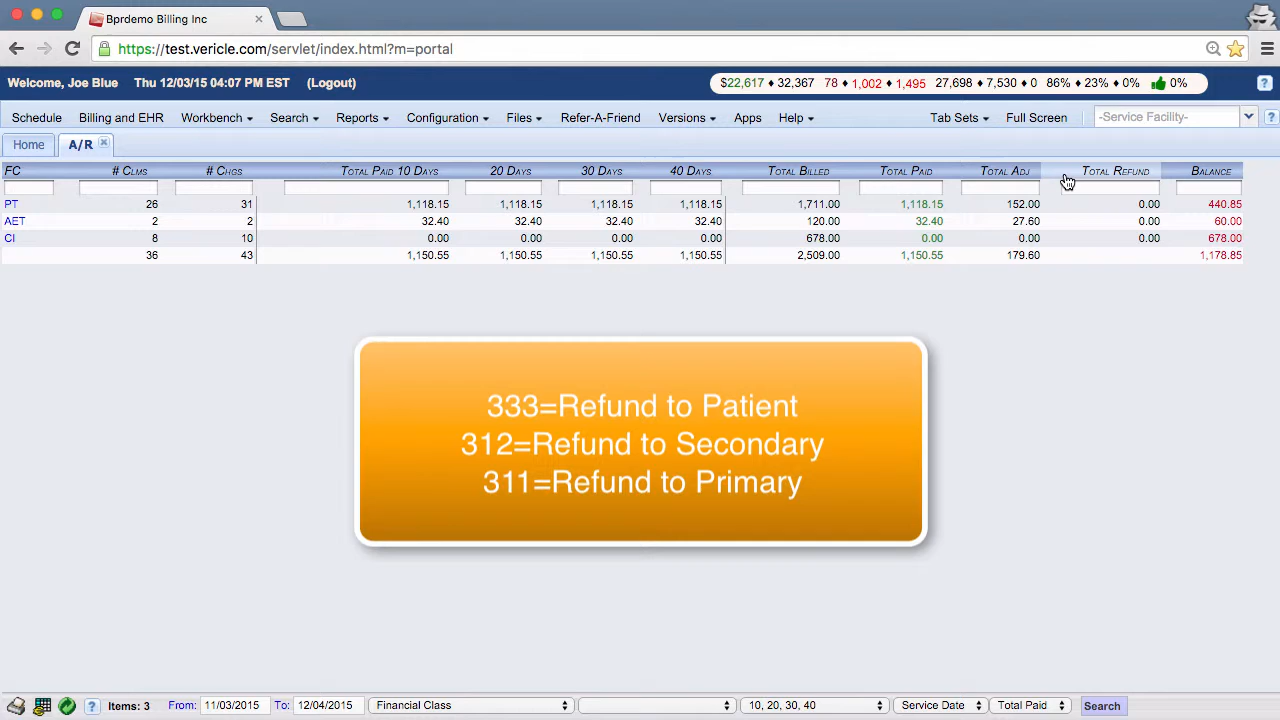 Bprdemo Billing Inc
https://test.vericle.com/servlet/index.html?m=portal
Welcome, Joe Blue Thu 12/03/15 04:07 PM EST (Logout) $22,617 ♦ 32,367 78 ♦ 1,002 ♦ 1,495 27,698 ♦ 7,530 ♦ 0 86% ♦ 23% ♦ 0% 0% ?
Schedule Billing and EHR Workbench Search Reports Configuration Files Refer-A-Friend Versions Apps Help Tab Sets Full Screen -Service Facility- ?
Home A/R
FC # CLMS # CHGS TOTAL PAID 10 DAYS 20 DAYS 30 DAYS 40 DAYS TOTAL BILLED TOTAL PAID TOTAL ADJ TOTAL REFUND BALANCE
PT 26 31 1,118.15 1,118.15 1,118.15 1,118.15 1,711.00 1,118.15 152.00 0.00 440.85
AET 2 2 32.40 32.40 32.40 32.40 120.00 32.40 27.60 0.00 60.00
CI 8 10 0.00 0.00 0.00 0.00 678.00 0.00 0.00 0.00 678.00
36 43 1,150.55 1,150.55 1,150.55 1,150.55 2,509.00 1,150.55 179.60 1,178.85
333=Refund to Patient
312=Refund to Secondary
311=Refund to Primary
? Items: 3 From: 11/03/2015 To: 12/04/2015 Financial Class 10, 20, 30, 40 Service Date Total Paid Search